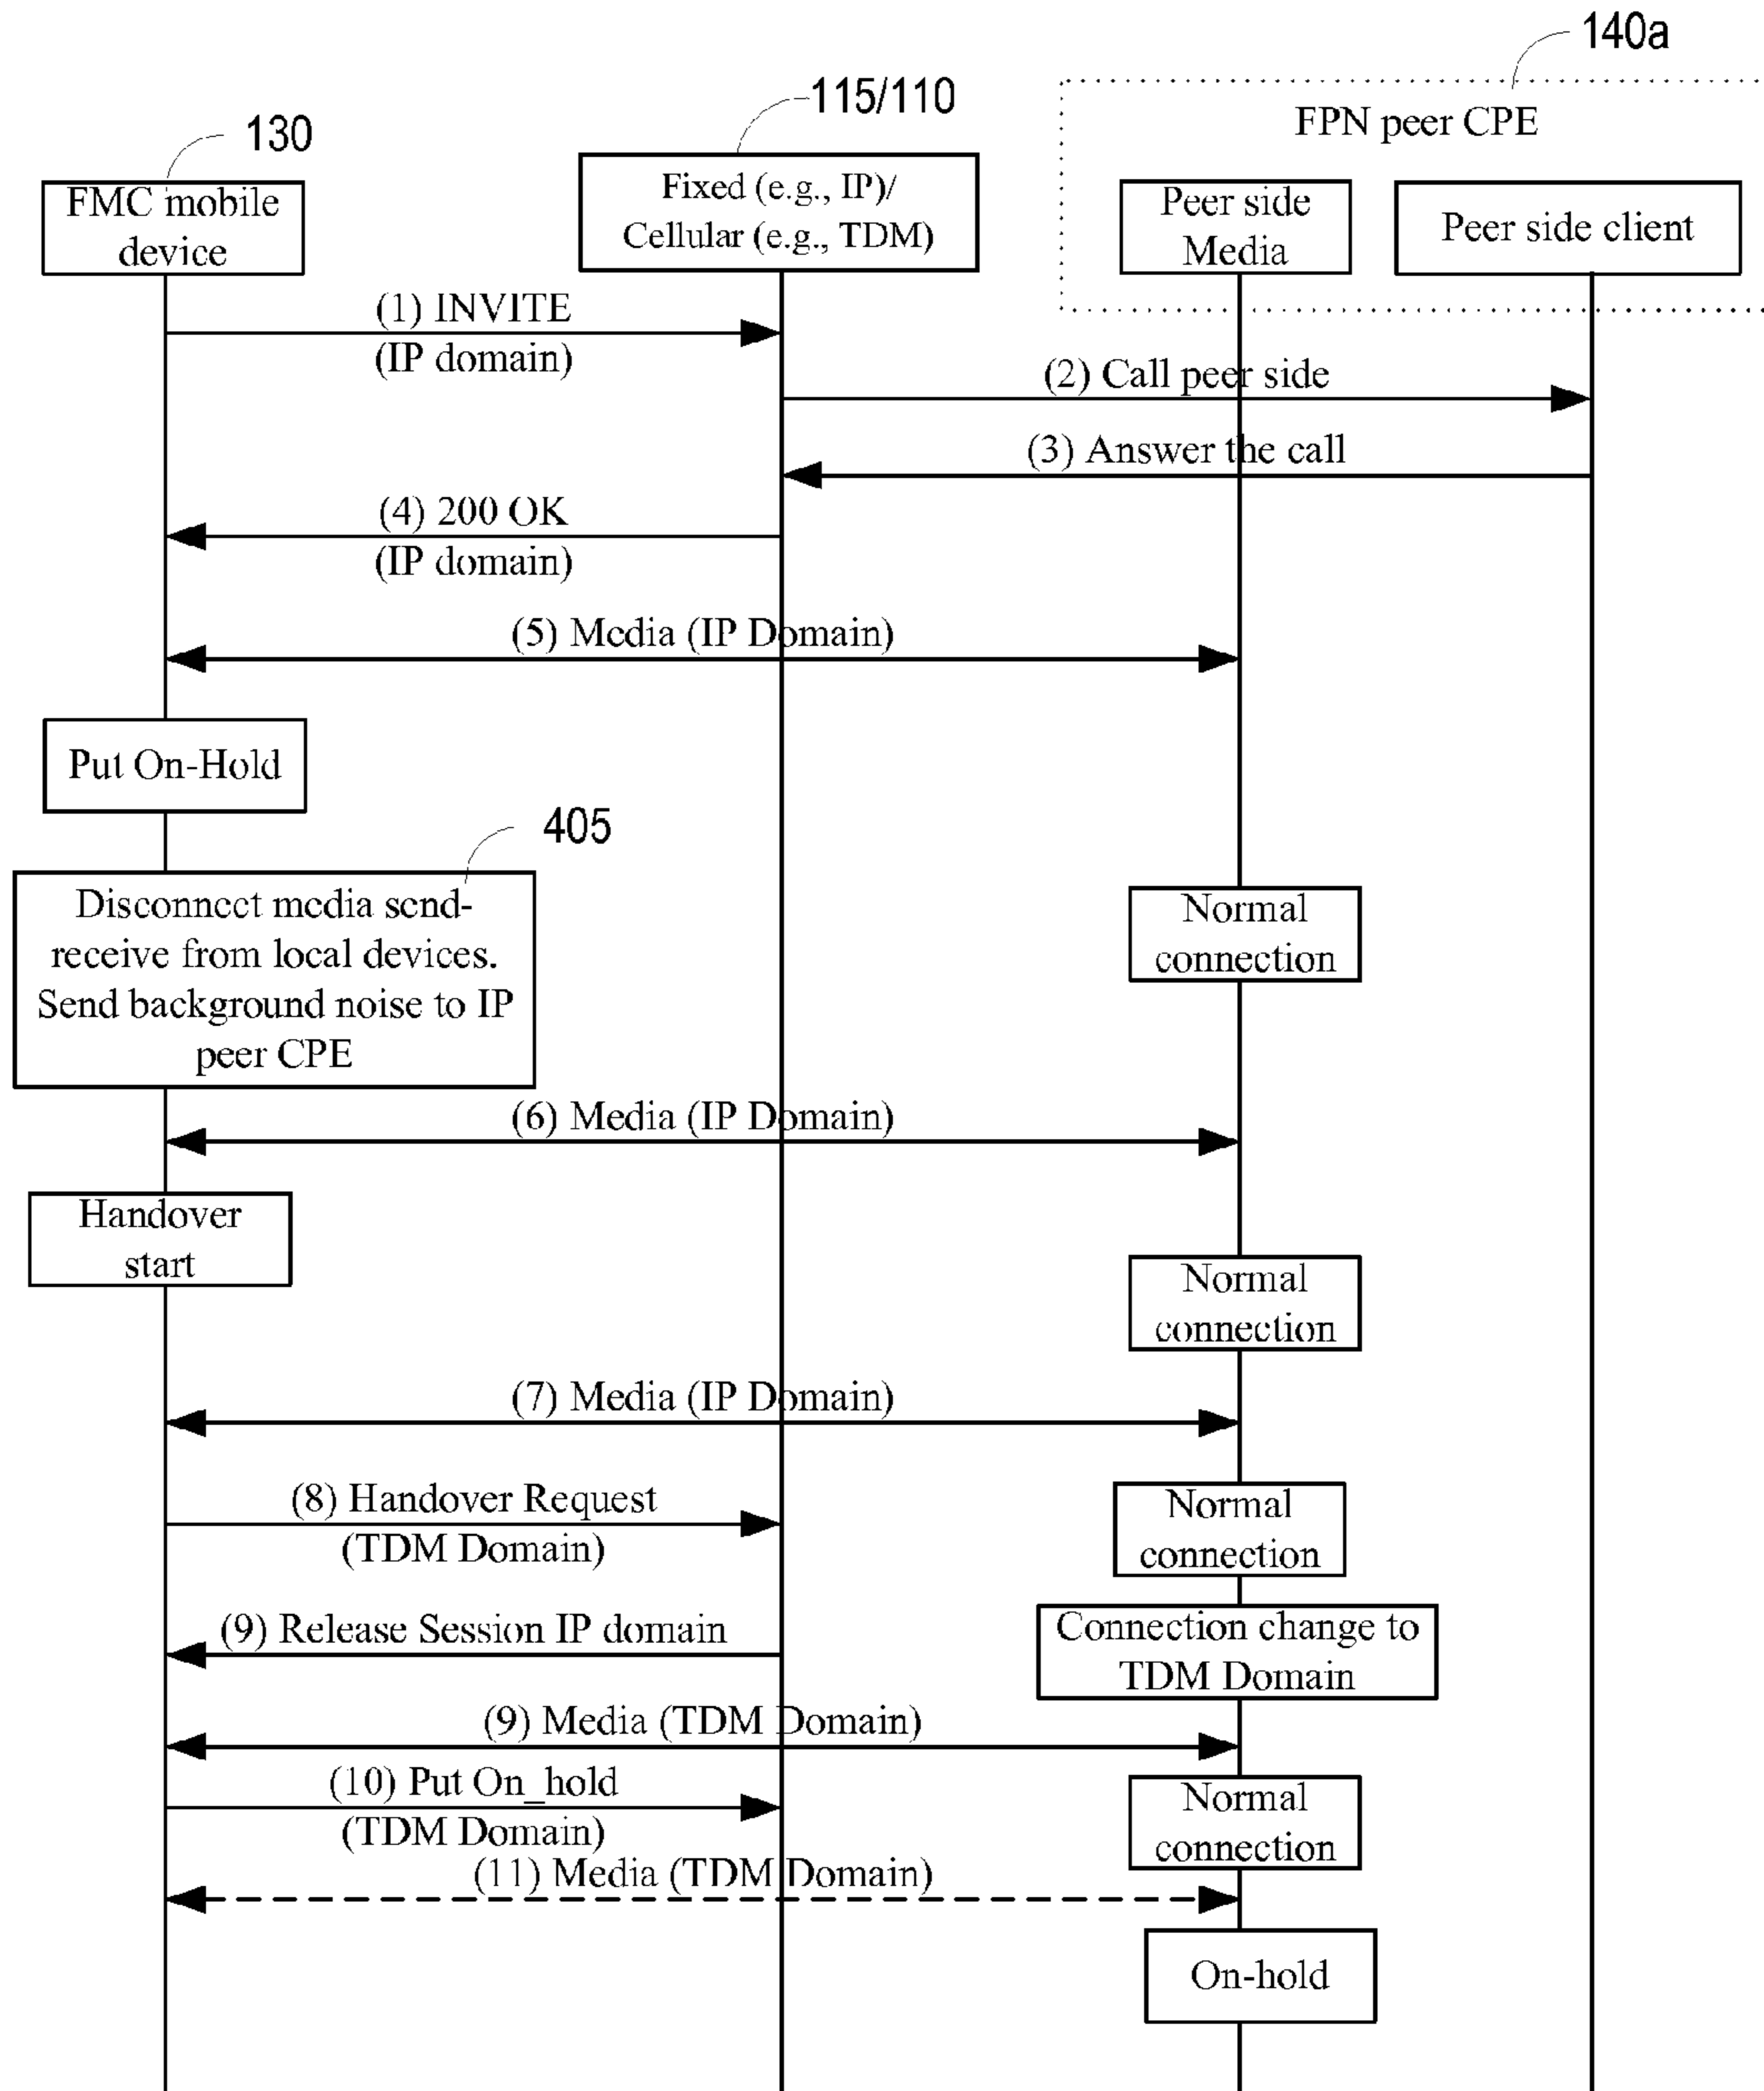 140a
115/110
FPN peer CPE
130
FMC mobile
device
Fixed (e.g., IP)/
Cellular (e.g., TDM)
Peer side
Media
Peer side client
(1) INVITE
(IP domain)
(2) Call peer side
(3) Answer the call
(4) 200 OK
(IP domain)
(5) Media (IP Domain)
Put On-Hold
405
Disconnect media send-
receive from local devices.
Send background noise to IP
peer CPE
Normal
connection
(6) Media (IP Domain)
Handover
start
Normal
connection
(7) Media (IP Domain)
(8) Handover Request
(TDM Domain)
Normal
connection
(9) Release Session IP domain
Connection change to
TDM Domain
(9) Media (TDM Domain)
(10) Put On_hold
(TDM Domain)
Normal
connection
(11) Media (TDM Domain)
On-hold